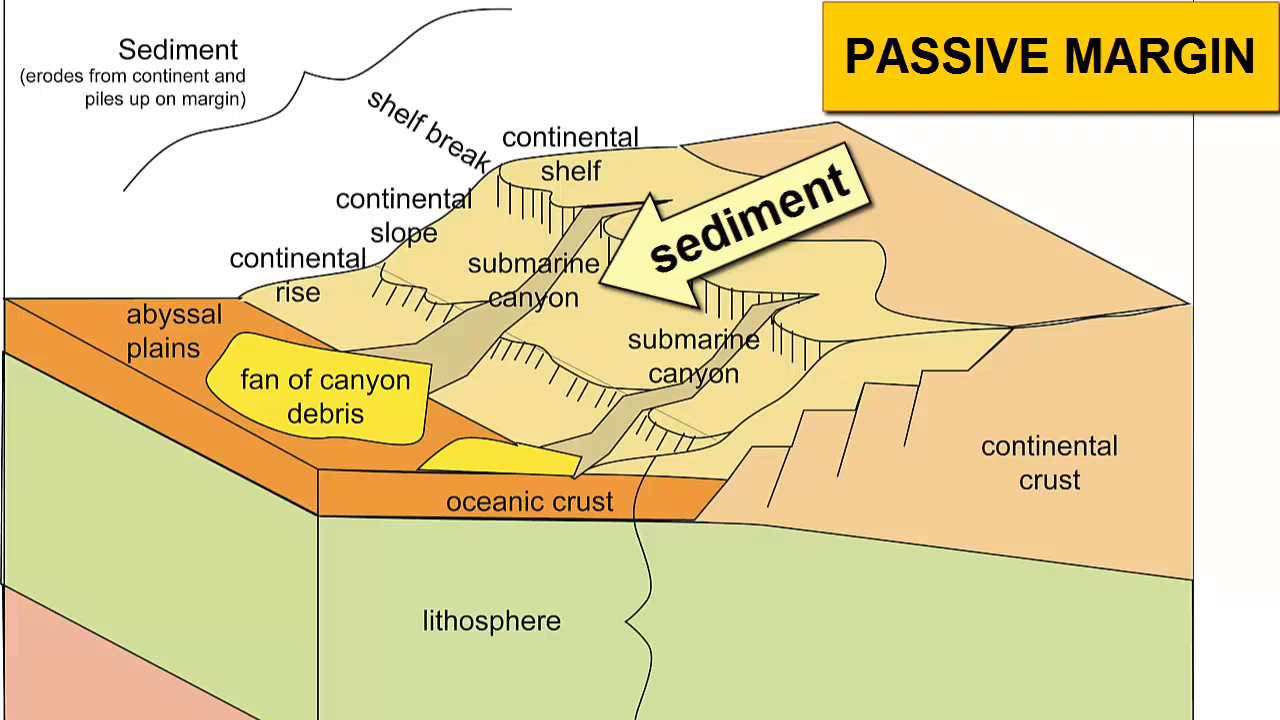 PASSIVE MARGIN
Sediment
(erodes from continent and
piles up on margin)
shelf break
continental
shelf
continental
slope
continental
rise
sediment
submarine
canyon
abyssal
plains
submarine
canyon
fan of canyon
debris
continental
crust
oceanic crust
lithosphere